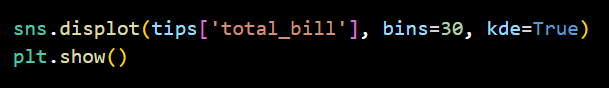 sns.displot(tips['total_bill'], bins=30, kde=True)
plt.show()